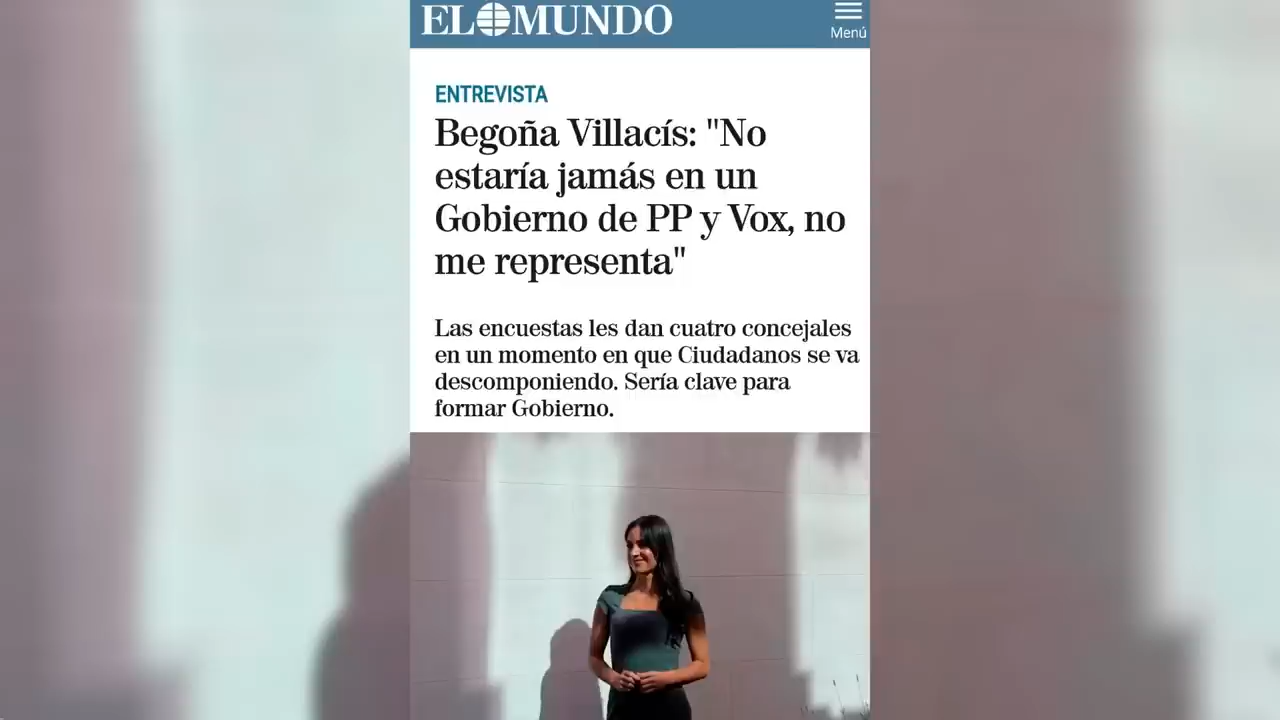 EL MUNDO
Menú
ENTREVISTA
Begoña Villacís: "No
estaría jamás en un
Gobierno de PP y Vox, no
me representa"
Las encuestas les dan cuatro concejales
en un momento en que Ciudadanos se va
descomponiendo. Sería clave para
formar Gobierno.